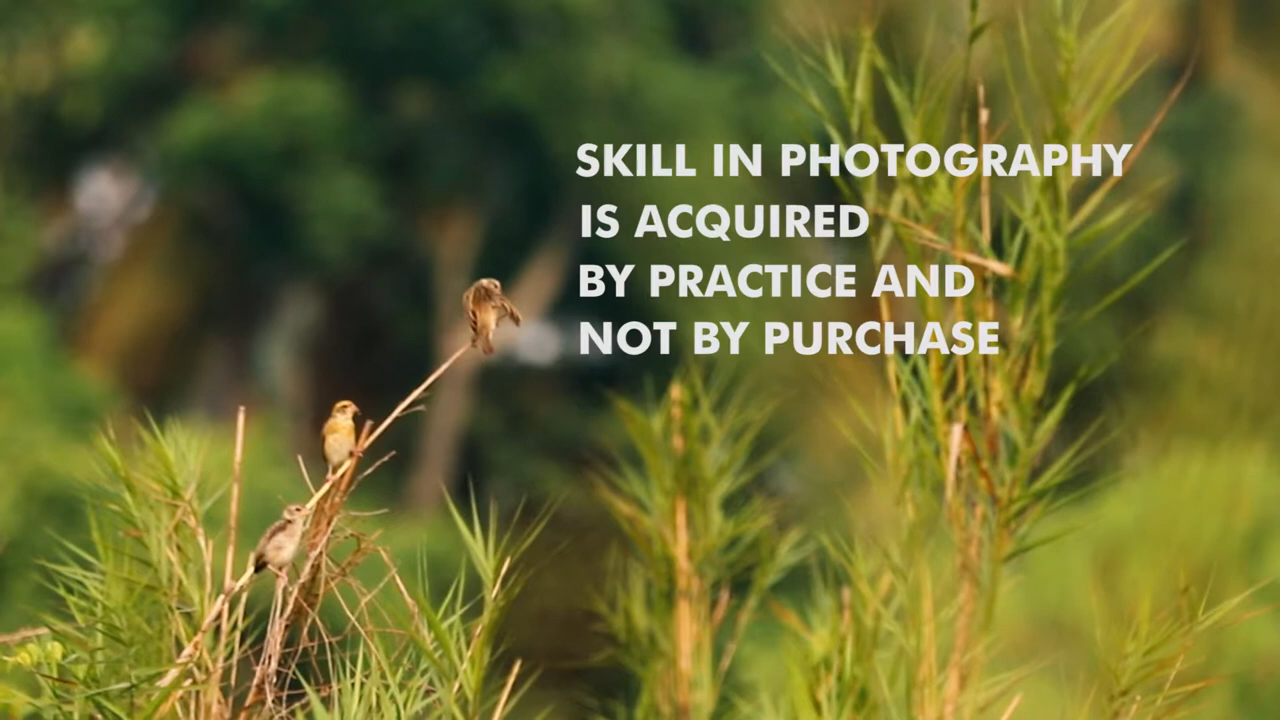 SKILL IN PHOTOGRAPHY
IS ACQUIRED
BY PRACTICE AND
NOT BY PURCHASE